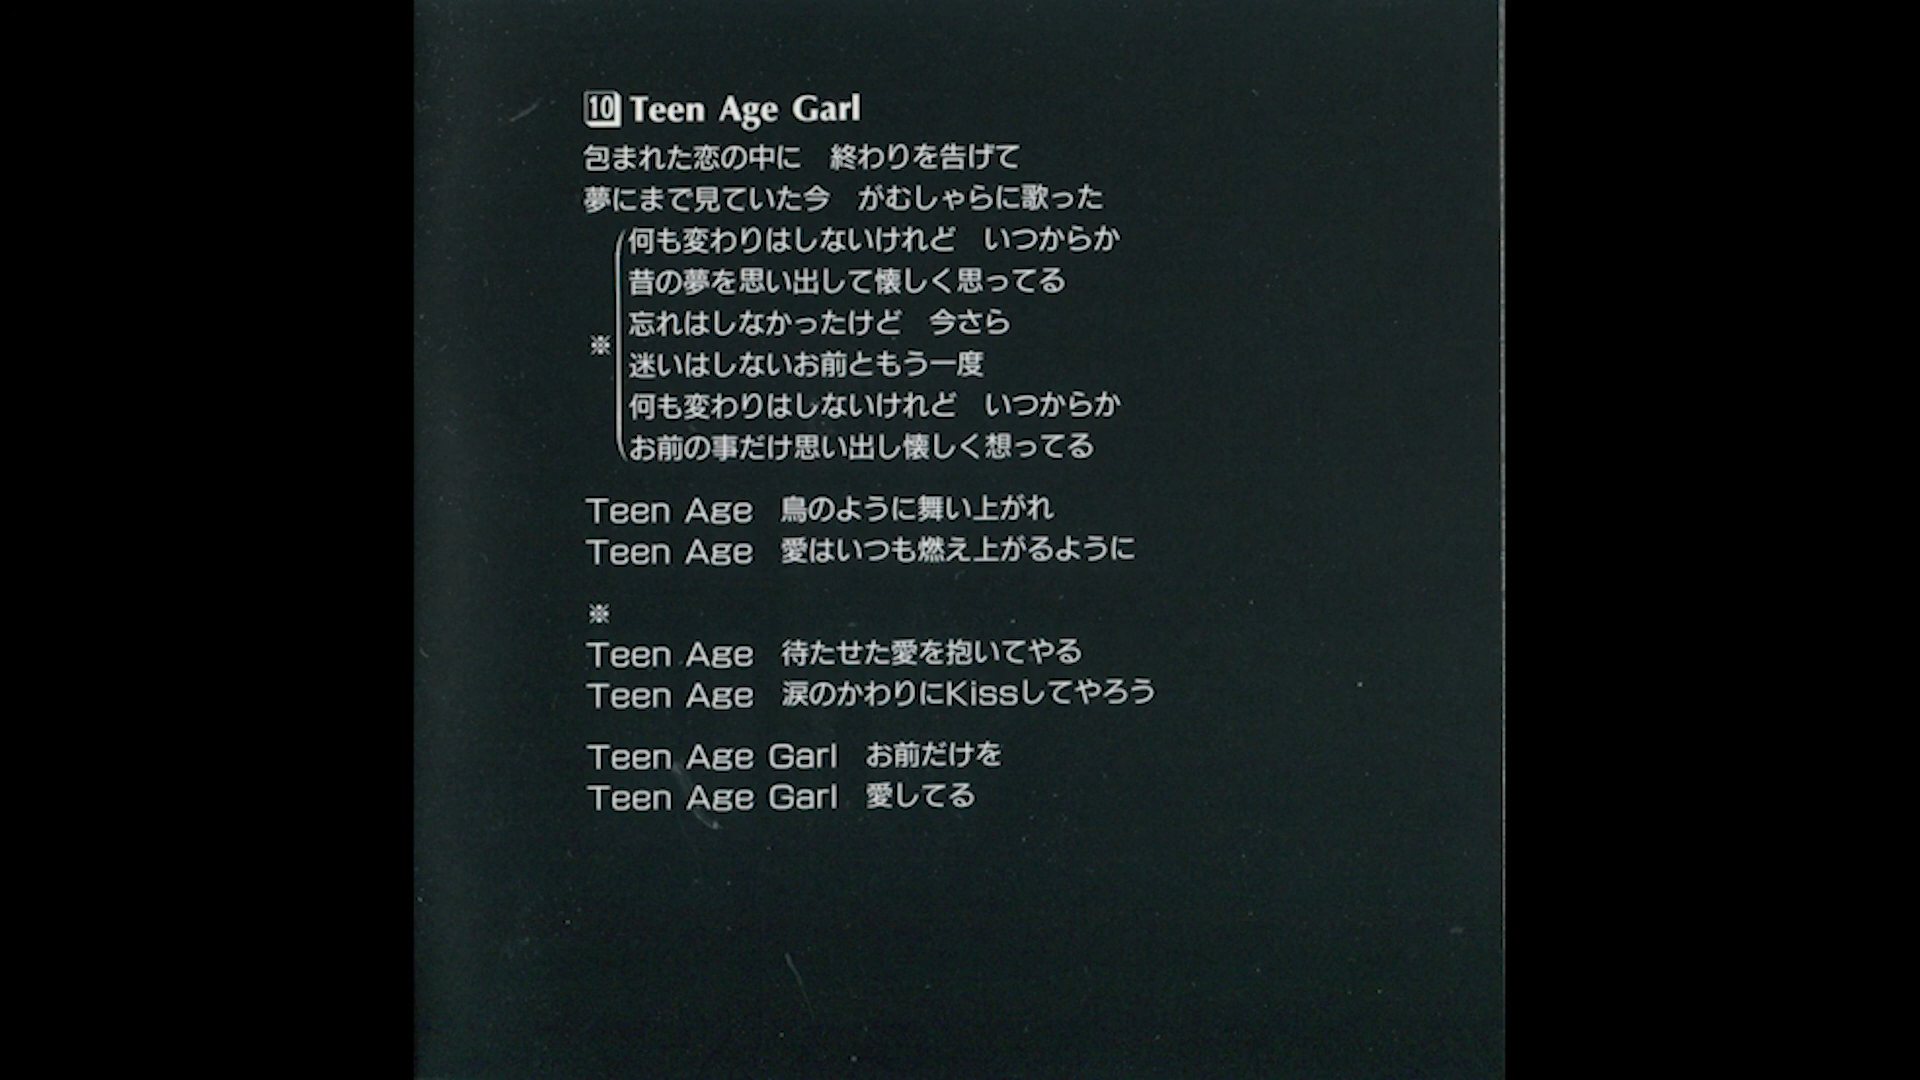 10 Teen Age Garl
包まれた恋の中に　終わりを告げて
夢にまで見ていた今　がむしゃらに歌った
何も変わりはしないけれど　いつからか
昔の夢を思い出して懐しく思ってる
忘れはしなかったけど　今さら
※
迷いはしないお前ともう一度
何も変わりはしないけれど　いつからか
お前の事だけ思い出し懐しく想ってる
Teen Age　鳥のように舞い上がれ
Teen Age　愛はいつも燃え上がるように
※
Teen Age　待たせた愛を抱いてやる
Teen Age　涙のかわりにKissしてやろう
Teen Age Garl　お前だけを
Teen Age Garl　愛してる